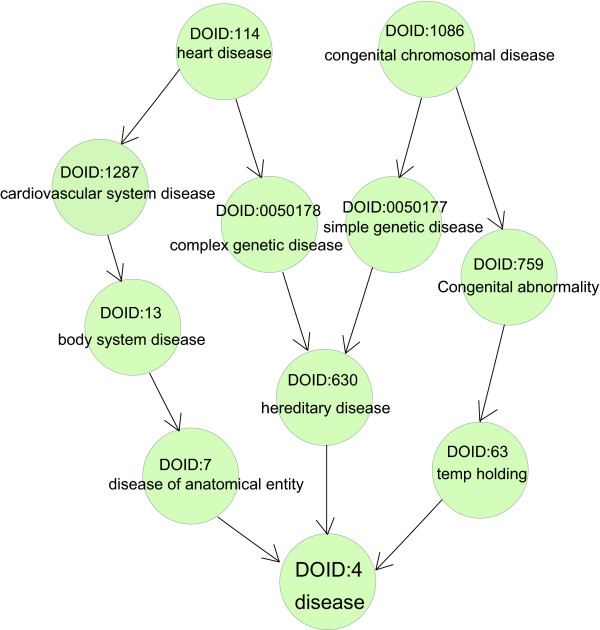 DOID:114
heart disease
DOID:1086
congenital chromosomal disease
DOID:1287
cardiovascular system disease
DOID:0050178
complex genetic disease
DOID:0050177
simple genetic disease
DOID:759
Congenital abnormality
DOID:13
body system disease
DOID:630
hereditary disease
DOID:7
disease of anatomical entity
DOID:63
temp holding
DOID:4
disease